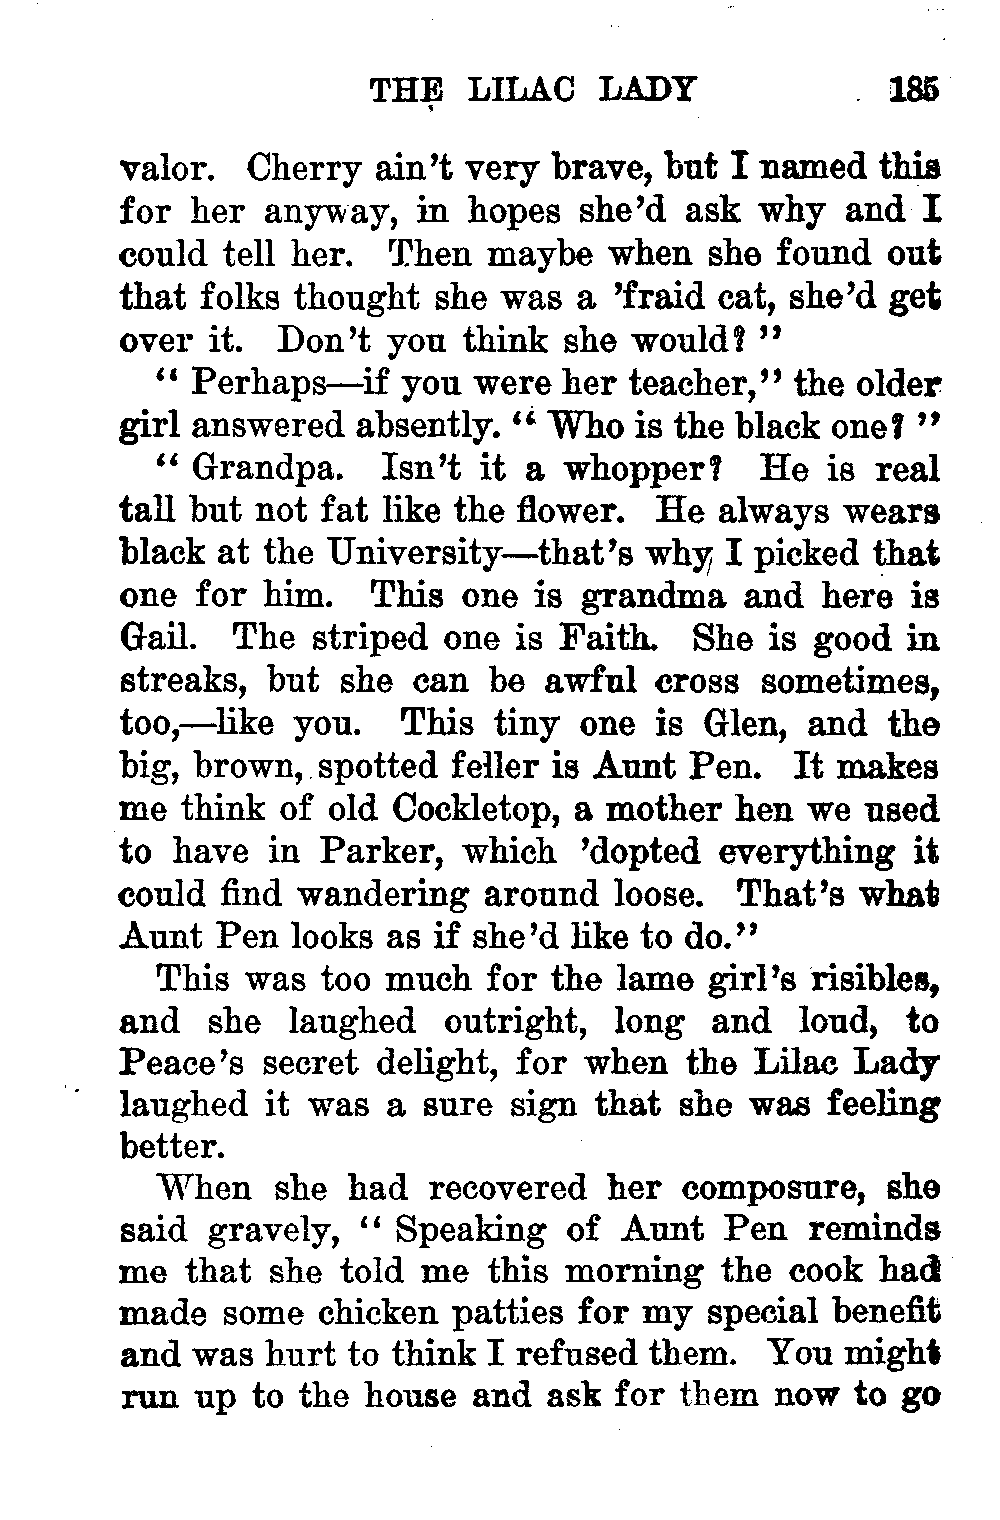 THE LILAC LADY 185
valor. Cherry ain't very brave, but I named this
for her anyway, in hopes she'd ask why and I
could tell her. Then maybe when she found out
that folks thought she was a 'fraid cat, she'd get
over it. Don't you think she would? "
" Perhaps—if you were her teacher," the older
girl answered absently. " Who is the black one? "
" Grandpa. Isn't it a whopper? He is real
tall but not fat like the flower. He always wears
black at the University—that's why I picked that
one for him. This one is grandma and here is
Gail. The striped one is Faith. She is good in
streaks, but she can be awful cross sometimes,
too,—like you. This tiny one is Glen, and the
big, brown, spotted feller is Aunt Pen. It makes
me think of old Cockletop, a mother hen we used
to have in Parker, which 'dopted everything it
could find wandering around loose. That's what
Aunt Pen looks as if she'd like to do."
This was too much for the lame girl's risibles,
and she laughed outright, long and loud, to
Peace's secret delight, for when the Lilac Lady
laughed it was a sure sign that she was feeling
better.
When she had recovered her composure, she
said gravely, " Speaking of Aunt Pen reminds
me that she told me this morning the cook had
made some chicken patties for my special benefit
and was hurt to think I refused them. You might
run up to the house and ask for them now to go